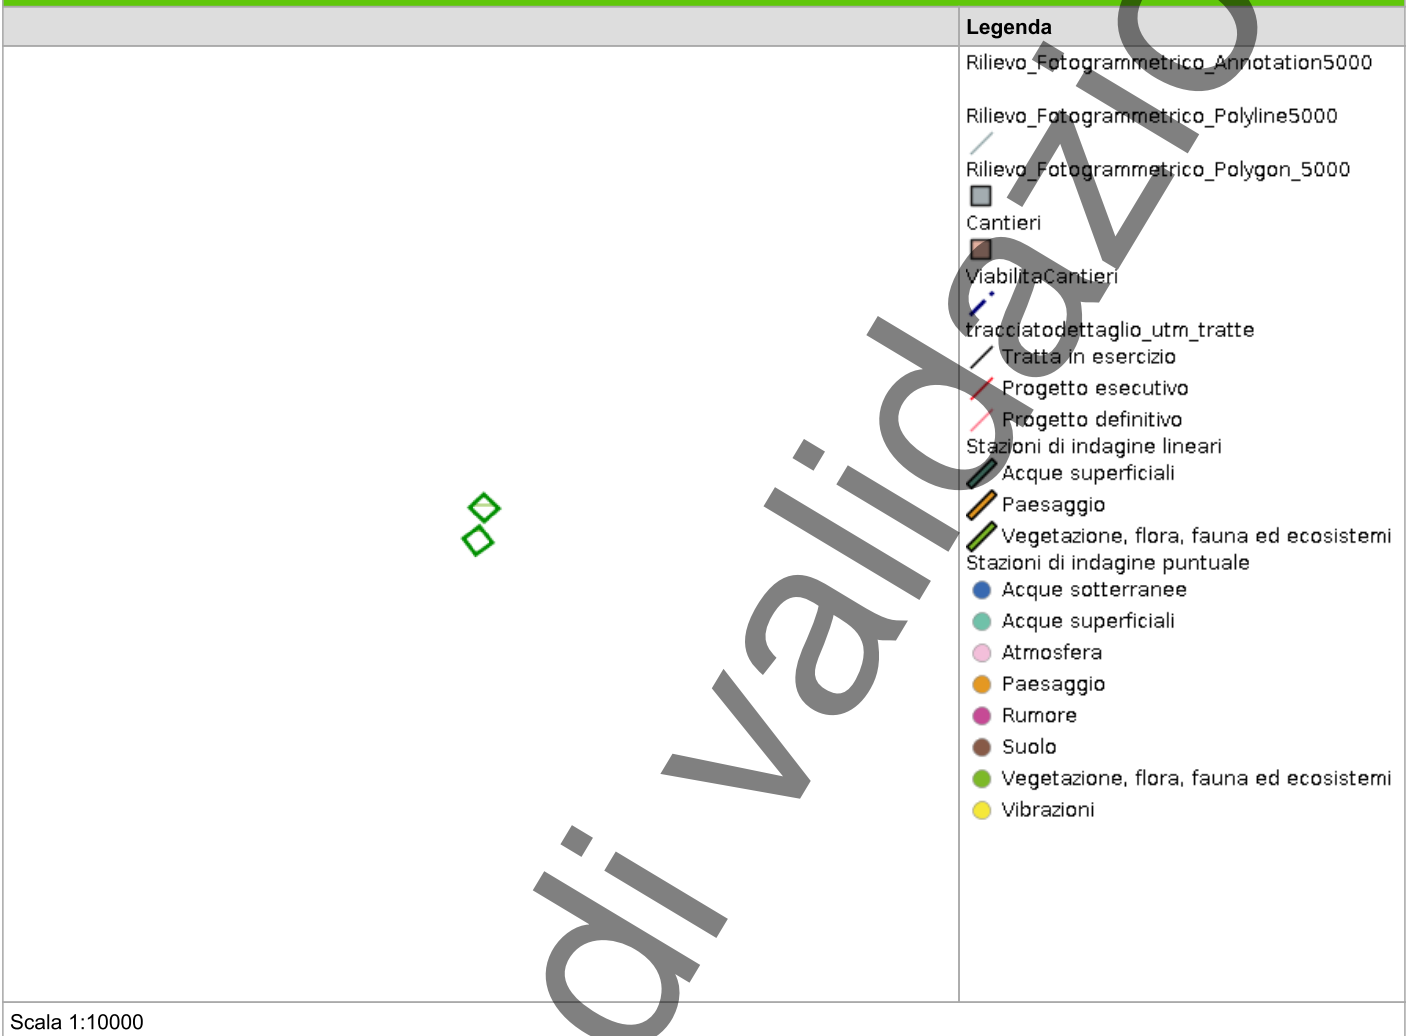 Legenda
Rilievo_Fotogrammetrico_Annotation5000
Rilievo_Fotogrammetrico_Polyline5000
Rilievo_Fotogrammetrico_Polygon_5000
Cantieri
ViabilitaCantieri
tracciatodettaglio_utm_tratte
Tratta in esercizio
Progetto esecutivo
Progetto definitivo
Stazioni di indagine lineari
Acque superficiali
Paesaggio
Vegetazione, flora, fauna ed ecosistemi
Stazioni di indagine puntuale
Acque sotterranee
Acque superficiali
Atmosfera
Paesaggio
Rumore
Suolo
Vegetazione, flora, fauna ed ecosistemi
Vibrazioni
di validazio
Scala 1:10000